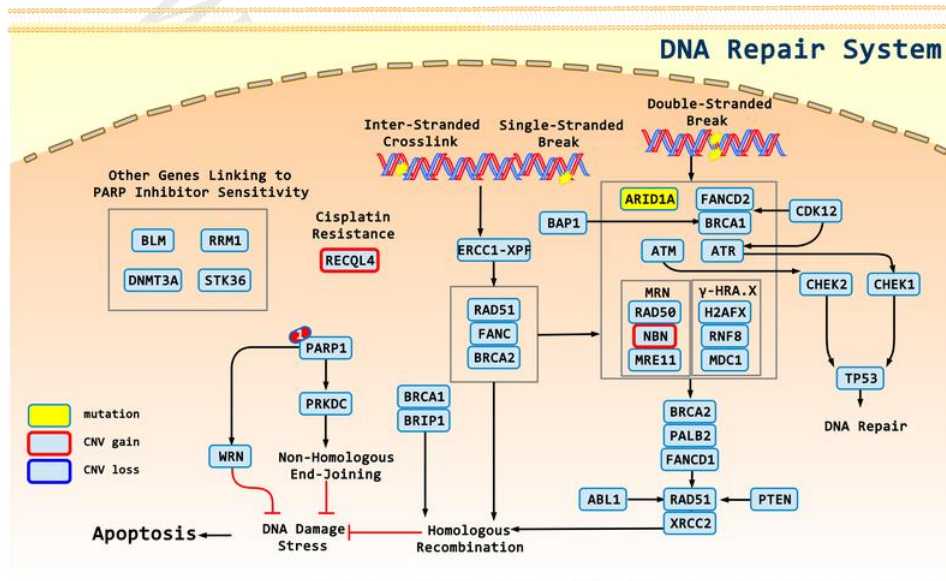 DNA Repair System
Double-Stranded
Break
Inter-Stranded
Crosslink
Single-Stranded
Break
Other Genes Linking to
PARP Inhibitor Sensitivity
BLM
RRM1
DNMT3A
STK36
Cisplatin
Resistance
RECQL4
ERCC1-XPF
BAP1
ARID1A
FANCD2
BRCA1
CDK12
ATM
ATR
CHEK2
CHEK1
RAD51
FANC
BRCA2
MRN
RAD50
NBN
MRE11
γ-HRA.X
H2AFX
RNF8
MDC1
TP53
DNA Repair
1
PARP1
PRKDC
WRN
Non-Homologous
End-Joining
BRCA1
BRIP1
BRCA2
PALB2
FANCD1
ABL1
RAD51
PTEN
XRCC2
mutation
CNV gain
CNV loss
Apoptosis
DNA Damage
Stress
Homologous
Recombination